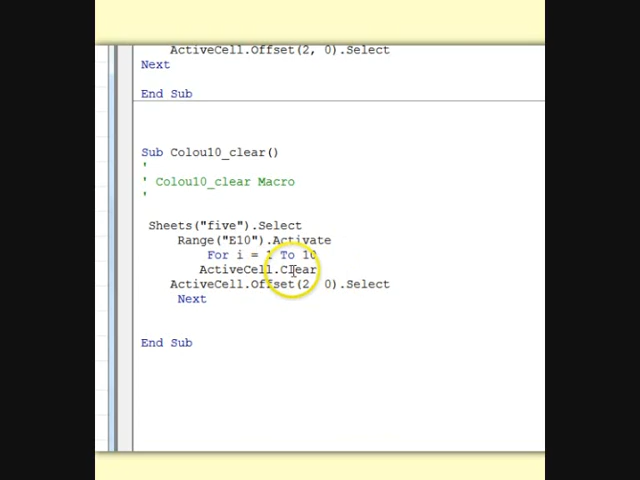 ActiveCell.Offset(2, 0).Select
Next
End Sub
Sub Colou10_clear()
'
' Colou10_clear Macro
'
Sheets("five").Select
Range("E10").Activate
For i = 1 To 10
ActiveCell.Clear
ActiveCell.Offset(2, 0).Select
Next
End Sub